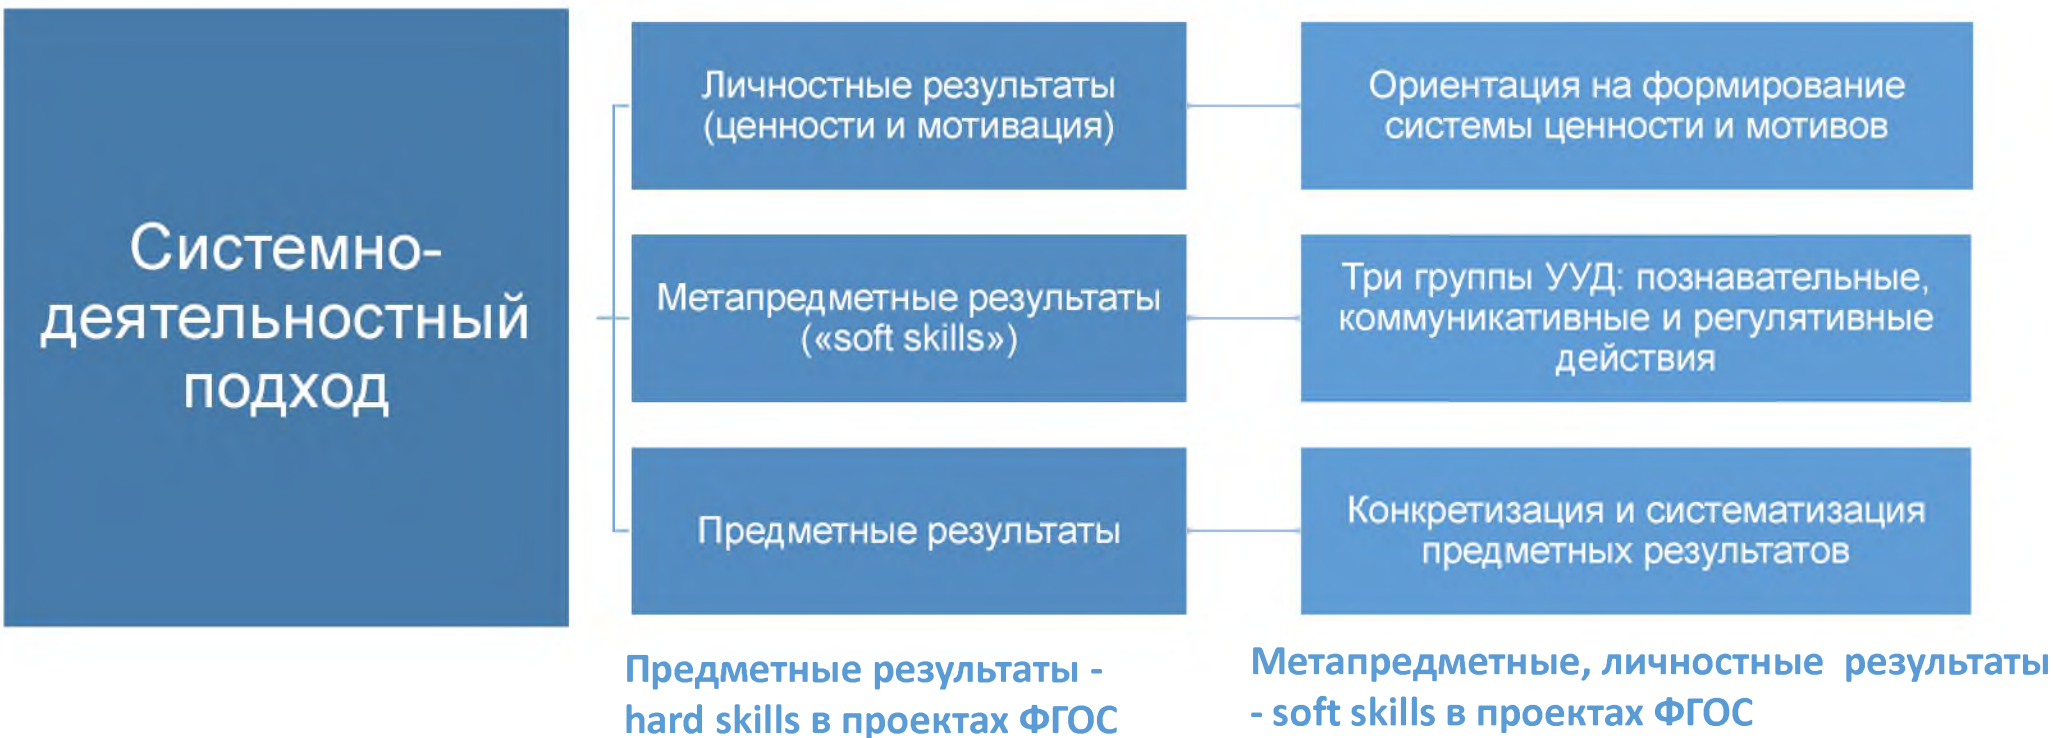 Системно-
деятельностный
подход
Личностные результаты
(ценности и мотивация)
Ориентация на формирование
системы ценности и мотивов
Метапредметные результаты
(«soft skills»)
Три группы УУД: познавательные,
коммуникативные и регулятивные
действия
Предметные результаты
Конкретизация и систематизация
предметных результатов
Предметные результаты -
hard skills в проектах ФГОС
Метапредметные, личностные  результаты
- soft skills в проектах ФГОС